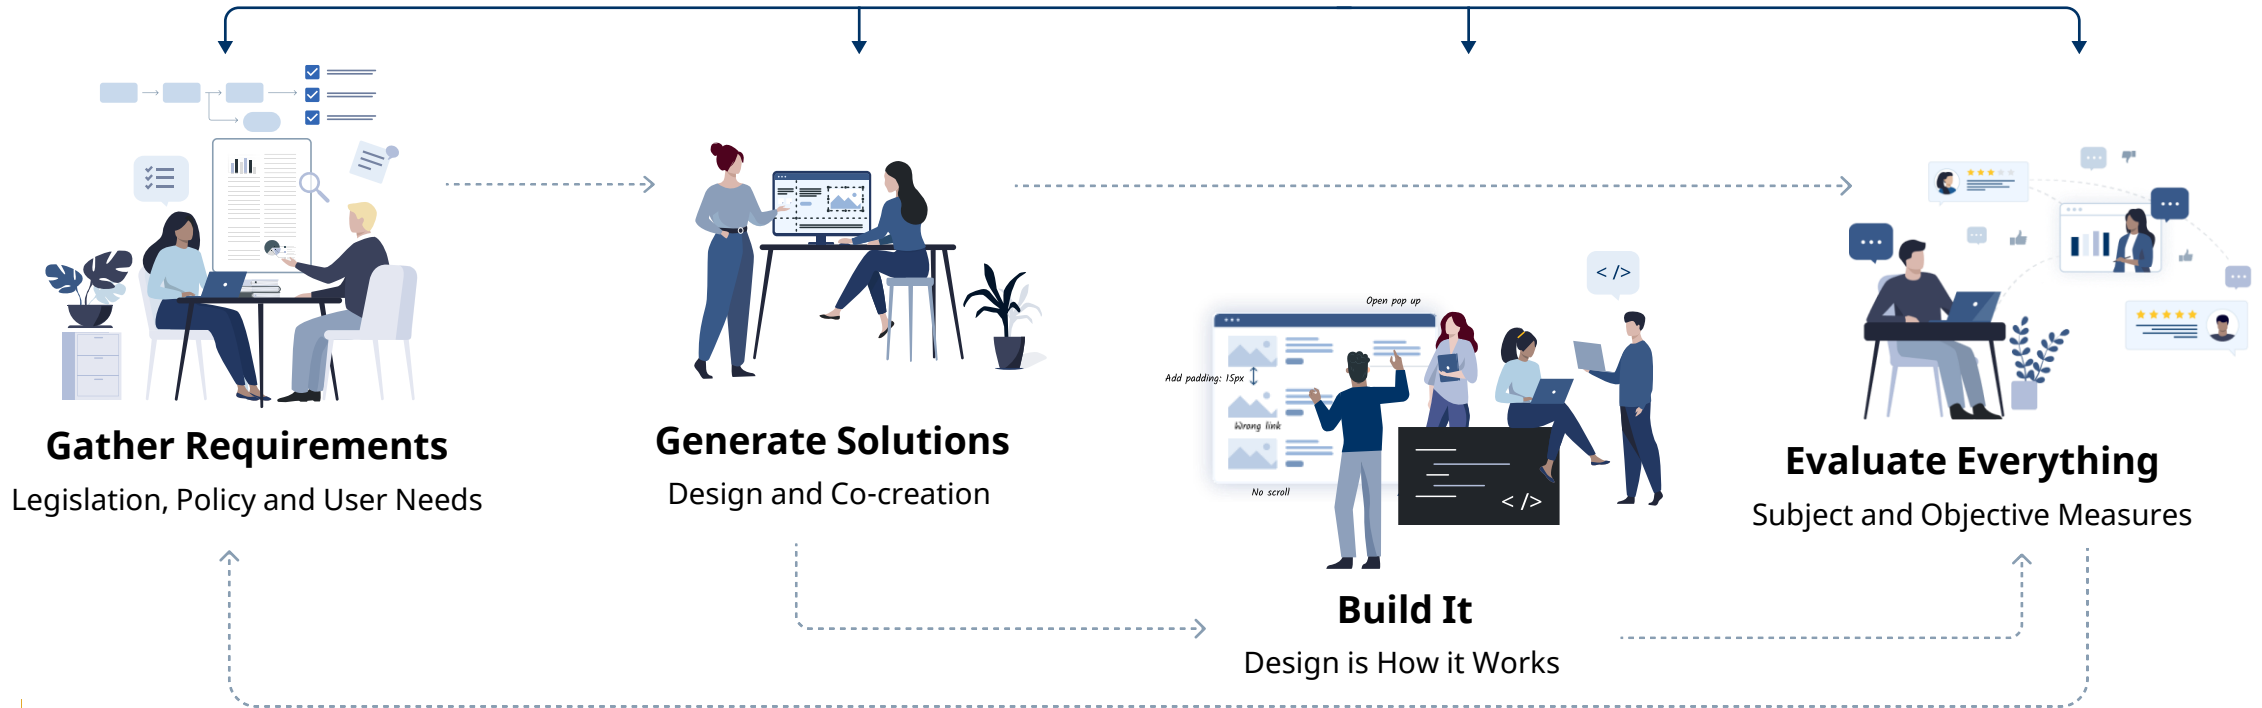 Gather Requirements
Legislation, Policy and User Needs
Generate Solutions
Design and Co-creation
Open pop up
Add padding: 15px
Wrong link
No scroll
< />
< />
Build It
Design is How it Works
Evaluate Everything
Subject and Objective Measures